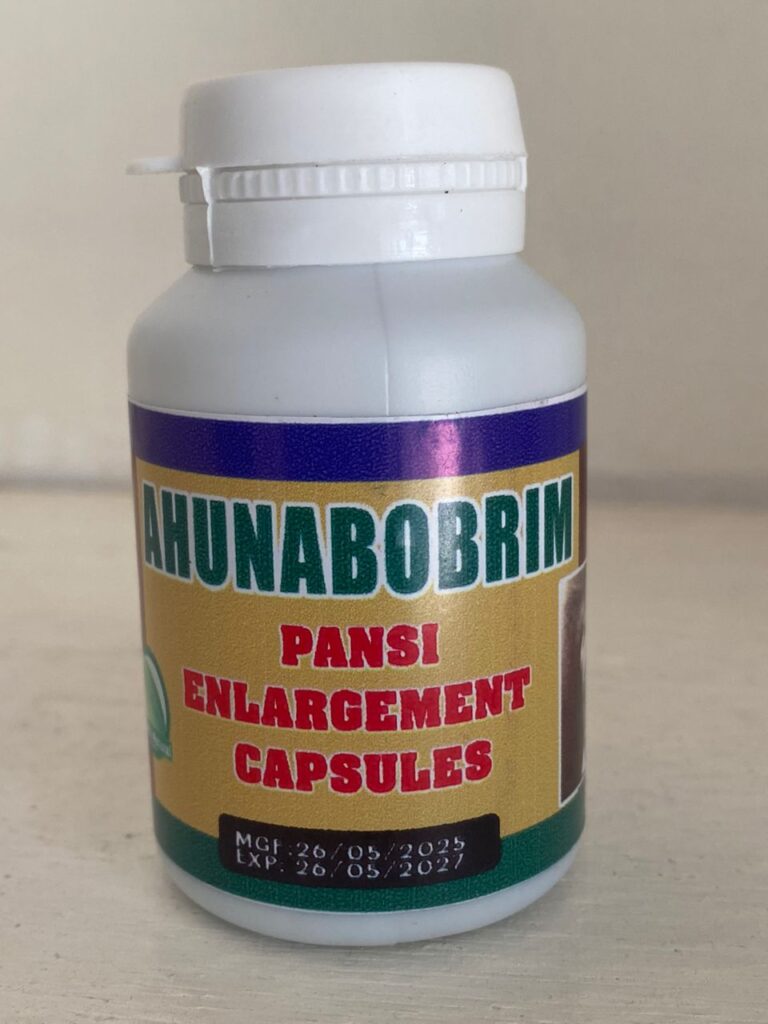 AHUNABOBRIM
PANSI
ENLARGEMENT
CAPSULES
MGF:26/05/2025
EXP: 26/05/2027